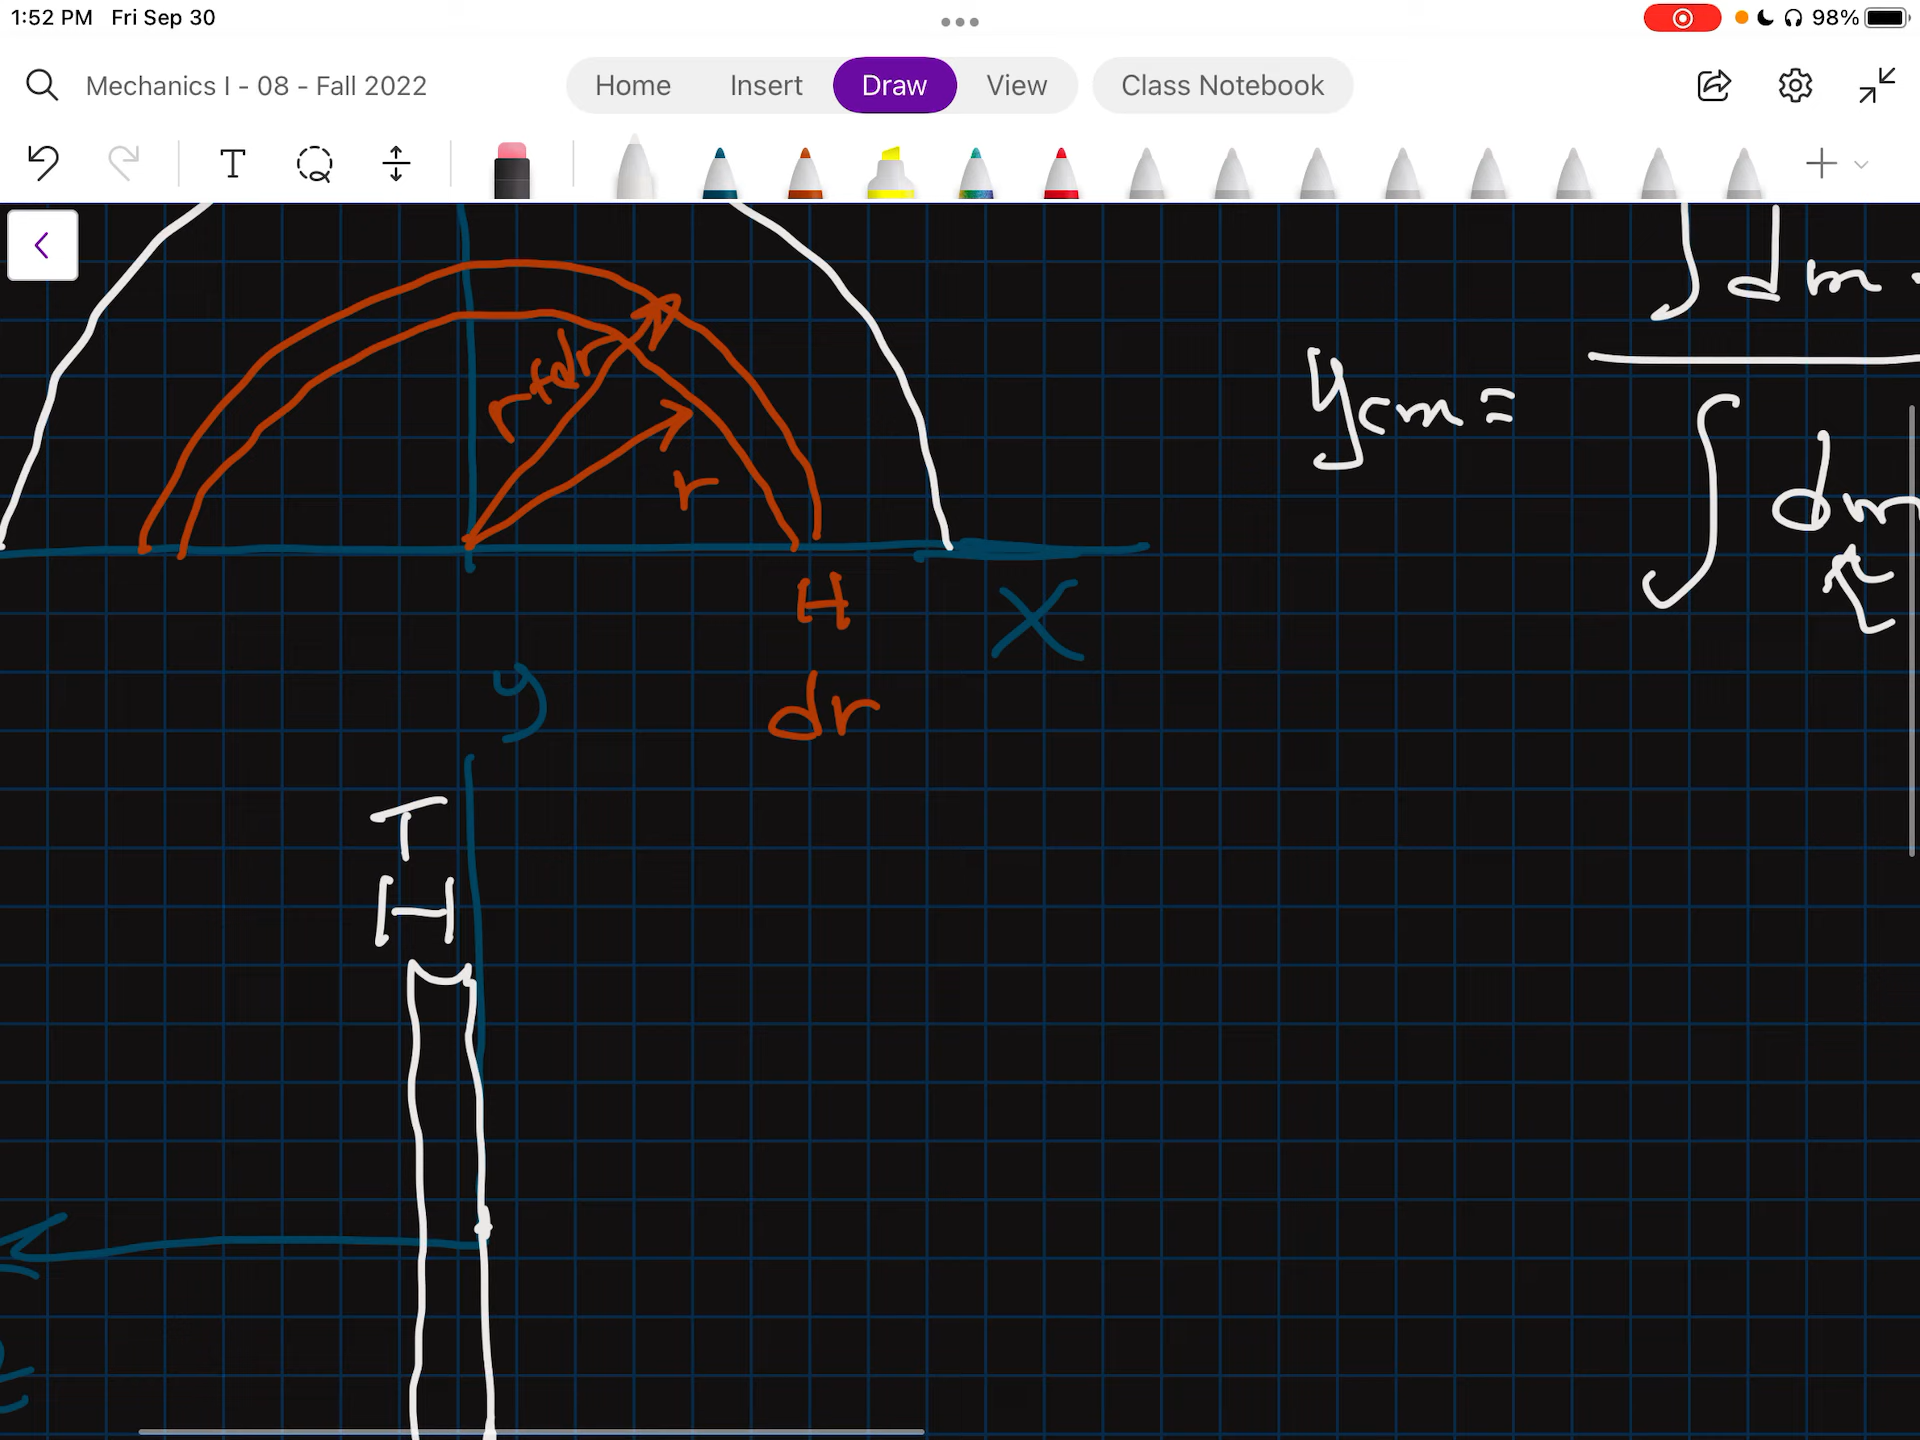 1:52 PM Fri Sep 30
98%
Mechanics I - 08 - Fall 2022
Home Insert Draw View Class Notebook
T
∫dm
ycm =
∫dm
r+dr
r
H
X
dr
y
T
H